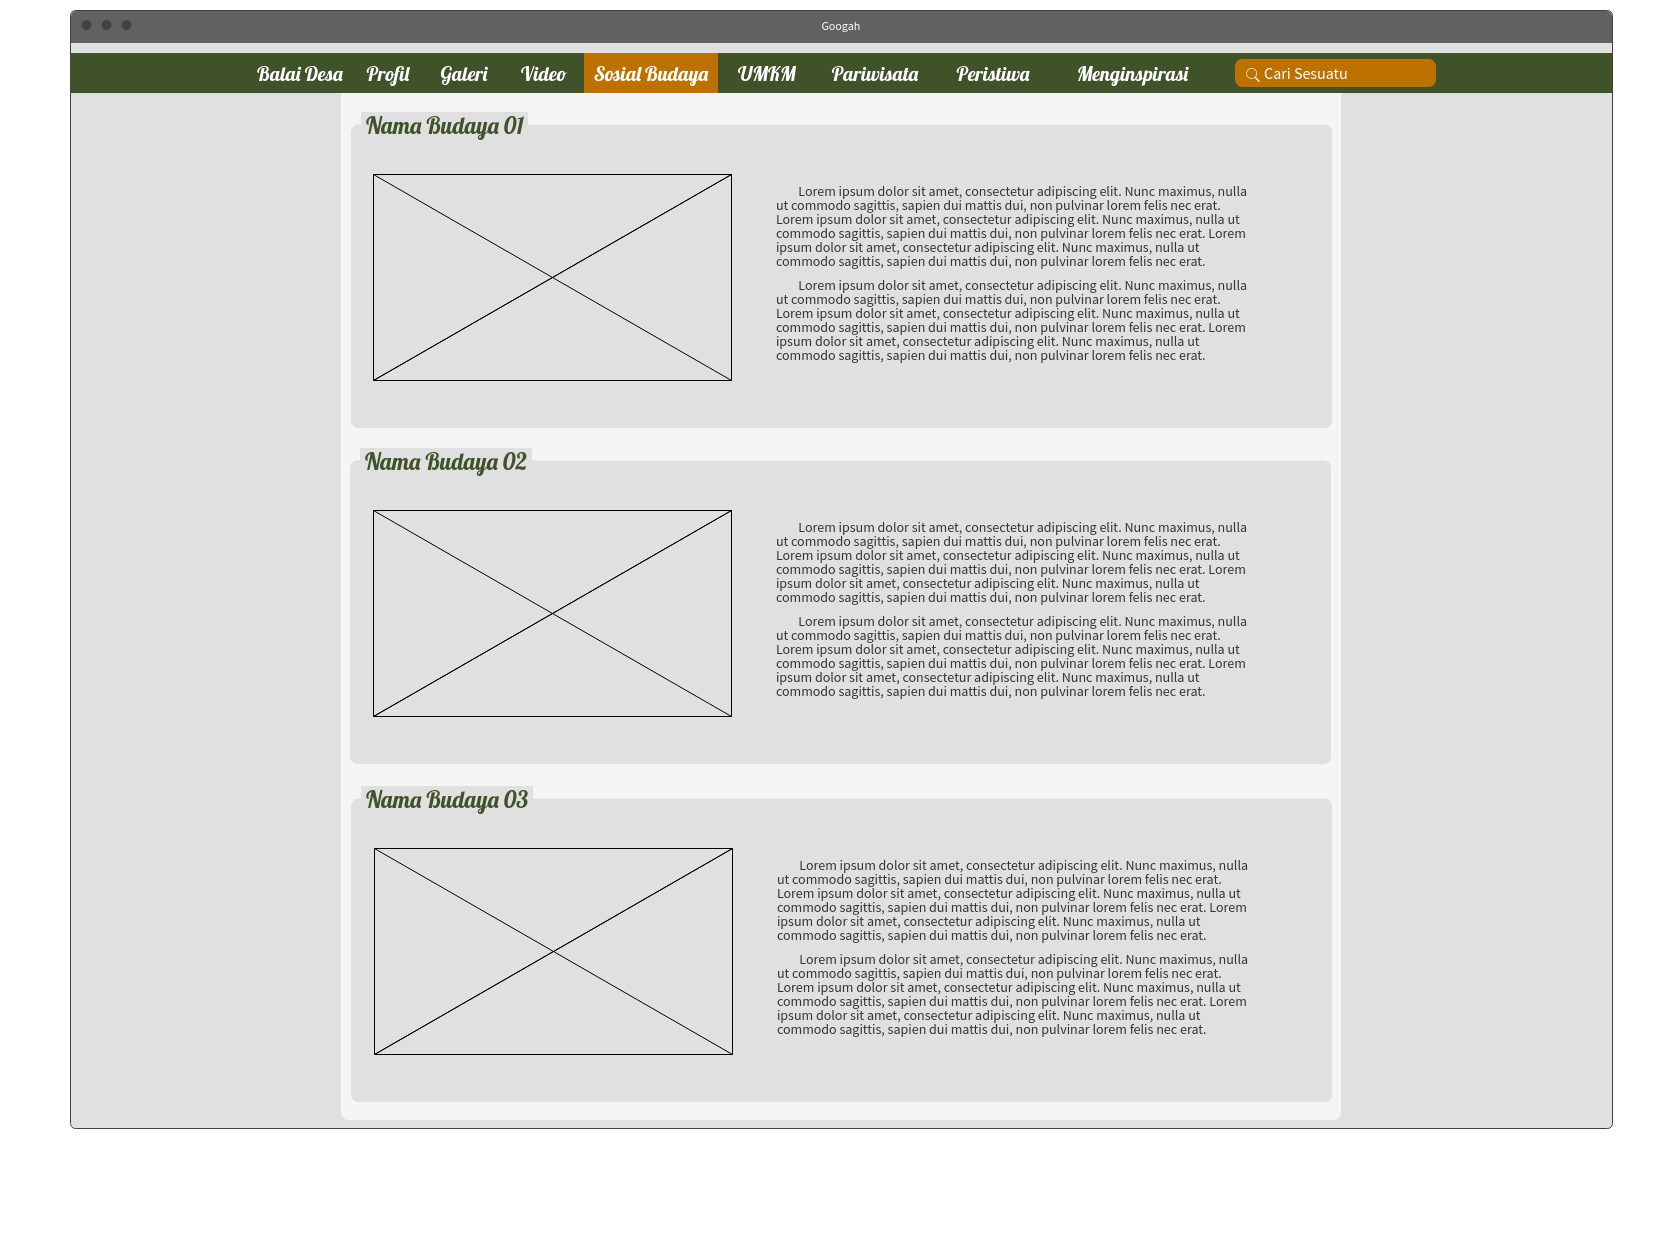 Googah
Balai Desa Profil Galeri Video Sosial Budaya UMKM Pariwisata Peristiwa Menginspirasi Cari Sesuatu
Nama Budaya 01
Lorem ipsum dolor sit amet, consectetur adipiscing elit. Nunc maximus, nulla
ut commodo sagittis, sapien dui mattis dui, non pulvinar lorem felis nec erat.
Lorem ipsum dolor sit amet, consectetur adipiscing elit. Nunc maximus, nulla ut
commodo sagittis, sapien dui mattis dui, non pulvinar lorem felis nec erat. Lorem
ipsum dolor sit amet, consectetur adipiscing elit. Nunc maximus, nulla ut
commodo sagittis, sapien dui mattis dui, non pulvinar lorem felis nec erat.
Lorem ipsum dolor sit amet, consectetur adipiscing elit. Nunc maximus, nulla
ut commodo sagittis, sapien dui mattis dui, non pulvinar lorem felis nec erat.
Lorem ipsum dolor sit amet, consectetur adipiscing elit. Nunc maximus, nulla ut
commodo sagittis, sapien dui mattis dui, non pulvinar lorem felis nec erat. Lorem
ipsum dolor sit amet, consectetur adipiscing elit. Nunc maximus, nulla ut
commodo sagittis, sapien dui mattis dui, non pulvinar lorem felis nec erat.
Nama Budaya 02
Lorem ipsum dolor sit amet, consectetur adipiscing elit. Nunc maximus, nulla
ut commodo sagittis, sapien dui mattis dui, non pulvinar lorem felis nec erat.
Lorem ipsum dolor sit amet, consectetur adipiscing elit. Nunc maximus, nulla ut
commodo sagittis, sapien dui mattis dui, non pulvinar lorem felis nec erat. Lorem
ipsum dolor sit amet, consectetur adipiscing elit. Nunc maximus, nulla ut
commodo sagittis, sapien dui mattis dui, non pulvinar lorem felis nec erat.
Lorem ipsum dolor sit amet, consectetur adipiscing elit. Nunc maximus, nulla
ut commodo sagittis, sapien dui mattis dui, non pulvinar lorem felis nec erat.
Lorem ipsum dolor sit amet, consectetur adipiscing elit. Nunc maximus, nulla ut
commodo sagittis, sapien dui mattis dui, non pulvinar lorem felis nec erat. Lorem
ipsum dolor sit amet, consectetur adipiscing elit. Nunc maximus, nulla ut
commodo sagittis, sapien dui mattis dui, non pulvinar lorem felis nec erat.
Nama Budaya 03
Lorem ipsum dolor sit amet, consectetur adipiscing elit. Nunc maximus, nulla
ut commodo sagittis, sapien dui mattis dui, non pulvinar lorem felis nec erat.
Lorem ipsum dolor sit amet, consectetur adipiscing elit. Nunc maximus, nulla ut
commodo sagittis, sapien dui mattis dui, non pulvinar lorem felis nec erat. Lorem
ipsum dolor sit amet, consectetur adipiscing elit. Nunc maximus, nulla ut
commodo sagittis, sapien dui mattis dui, non pulvinar lorem felis nec erat.
Lorem ipsum dolor sit amet, consectetur adipiscing elit. Nunc maximus, nulla
ut commodo sagittis, sapien dui mattis dui, non pulvinar lorem felis nec erat.
Lorem ipsum dolor sit amet, consectetur adipiscing elit. Nunc maximus, nulla ut
commodo sagittis, sapien dui mattis dui, non pulvinar lorem felis nec erat. Lorem
ipsum dolor sit amet, consectetur adipiscing elit. Nunc maximus, nulla ut
commodo sagittis, sapien dui mattis dui, non pulvinar lorem felis nec erat.